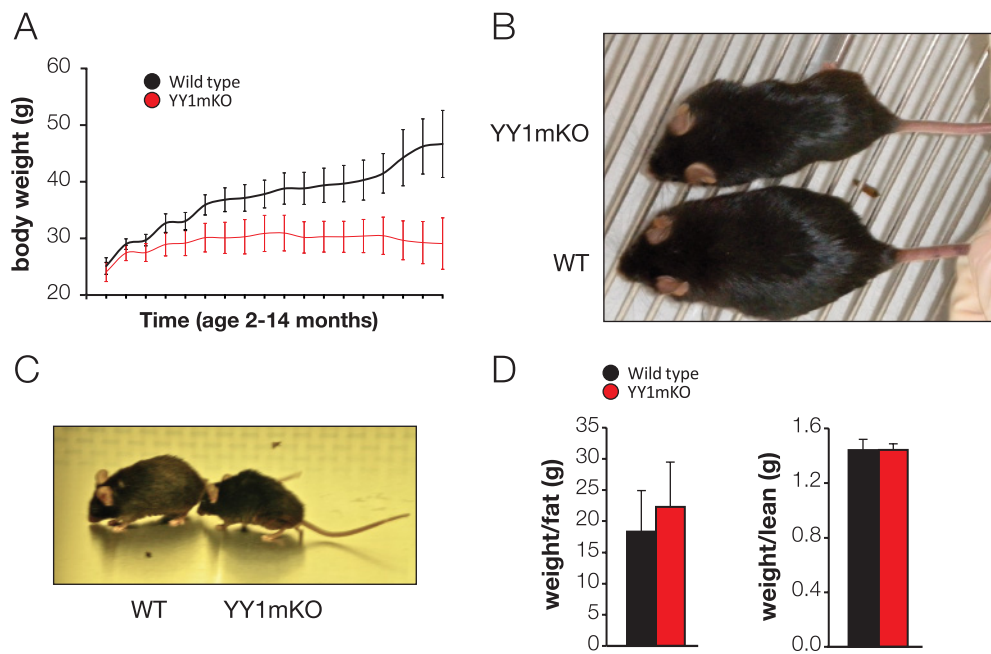 A
60
50
40
30
20
body weight (g)
Wild type
YY1mKO
Time (age 2-14 months)
B
YY1mKO
WT
C
WT
YY1mKO
D
Wild type
YY1mKO
35
30
25
20
15
10
5
0
weight/fat (g)
1.6
1.2
0.8
0.4
0.0
weight/lean (g)